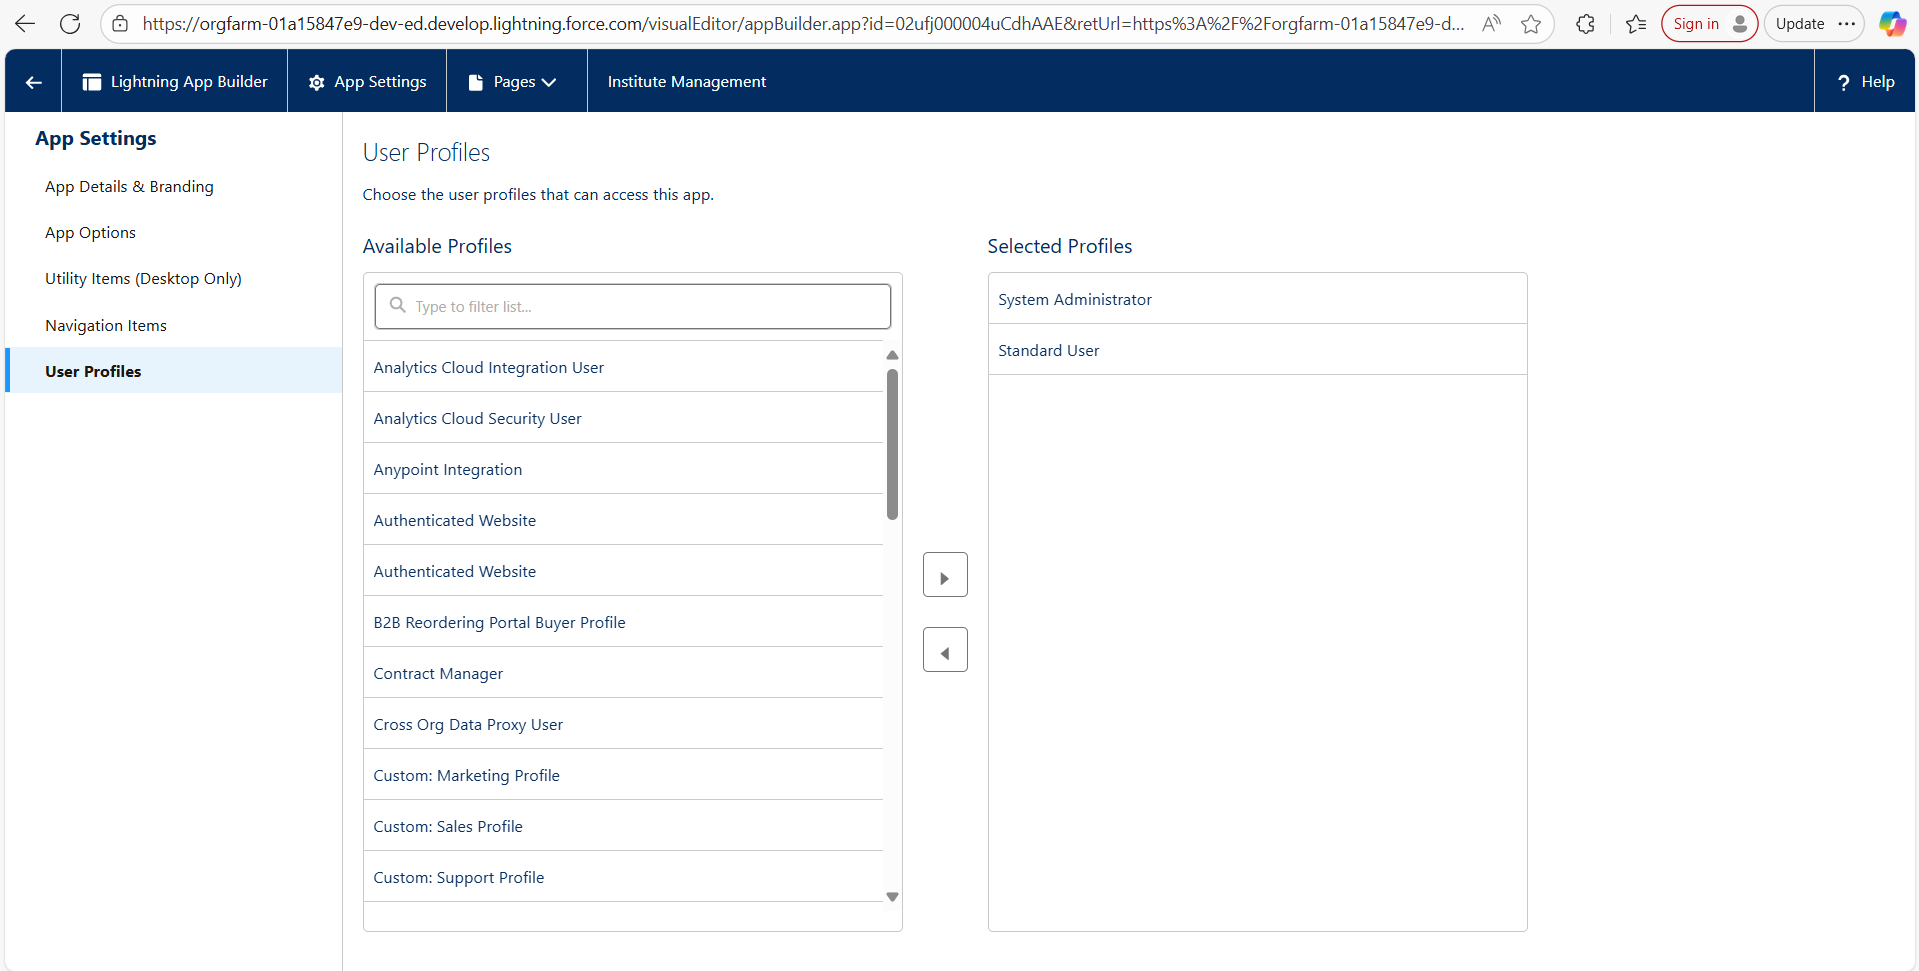 https://orgfarm-01a15847e9-dev-ed.develop.lightning.force.com/visualEditor/appBuilder.app?id=02ufj000004uCdhAAE&retUrl=https%3A%2F%2Forgfarm-01a15847e9-d...
Sign in
Update
Lightning App Builder
App Settings
Pages
Institute Management
? Help
App Settings
App Details & Branding
App Options
Utility Items (Desktop Only)
Navigation Items
User Profiles
User Profiles
Choose the user profiles that can access this app.
Available Profiles
Type to filter list...
Analytics Cloud Integration User
Analytics Cloud Security User
Anypoint Integration
Authenticated Website
Authenticated Website
B2B Reordering Portal Buyer Profile
Contract Manager
Cross Org Data Proxy User
Custom: Marketing Profile
Custom: Sales Profile
Custom: Support Profile
Selected Profiles
System Administrator
Standard User